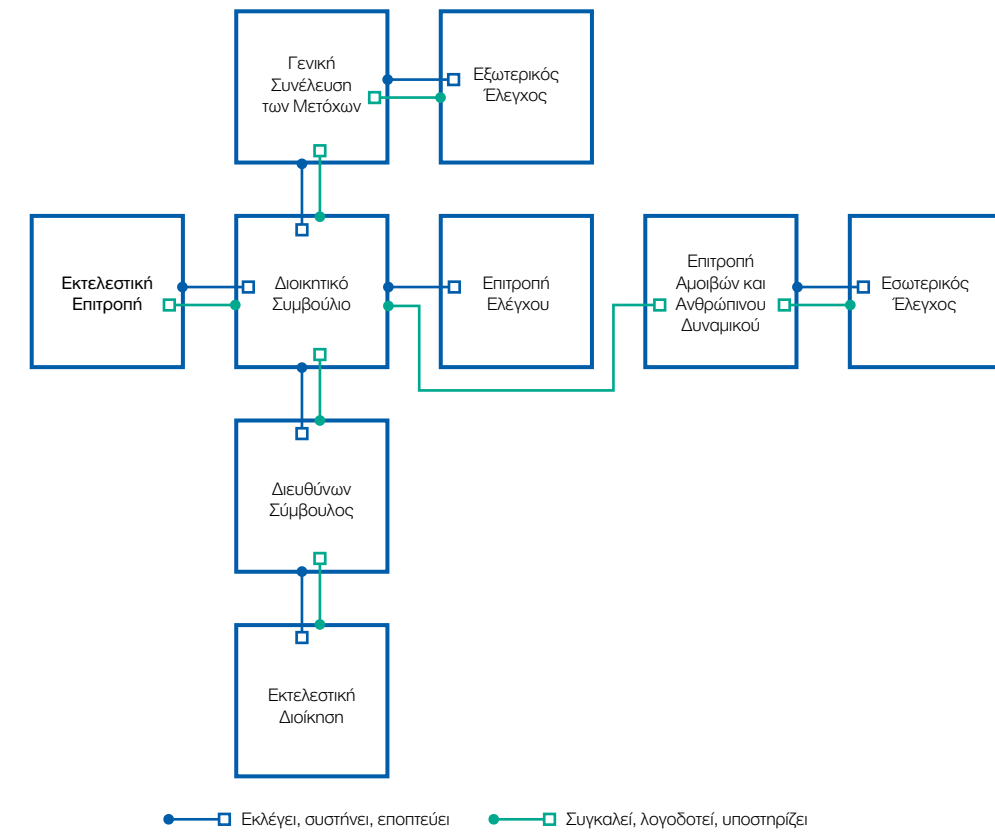 Γενική
Συνέλευση
των Μετόχων
Εξωτερικός
Έλεγχος
Εκτελεστική
Επιτροπή
Διοικητικό
Συμβούλιο
Επιτροπή
Ελέγχου
Επιτροπή
Αμοιβών και
Ανθρώπινου
Δυναμικού
Εσωτερικός
Έλεγχος
Διευθύνων
Σύμβουλος
Εκτελεστική
Διοίκηση
Εκλέγει, συστήνει, εποπτεύει
Συγκαλεί, λογοδοτεί, υποστηρίζει